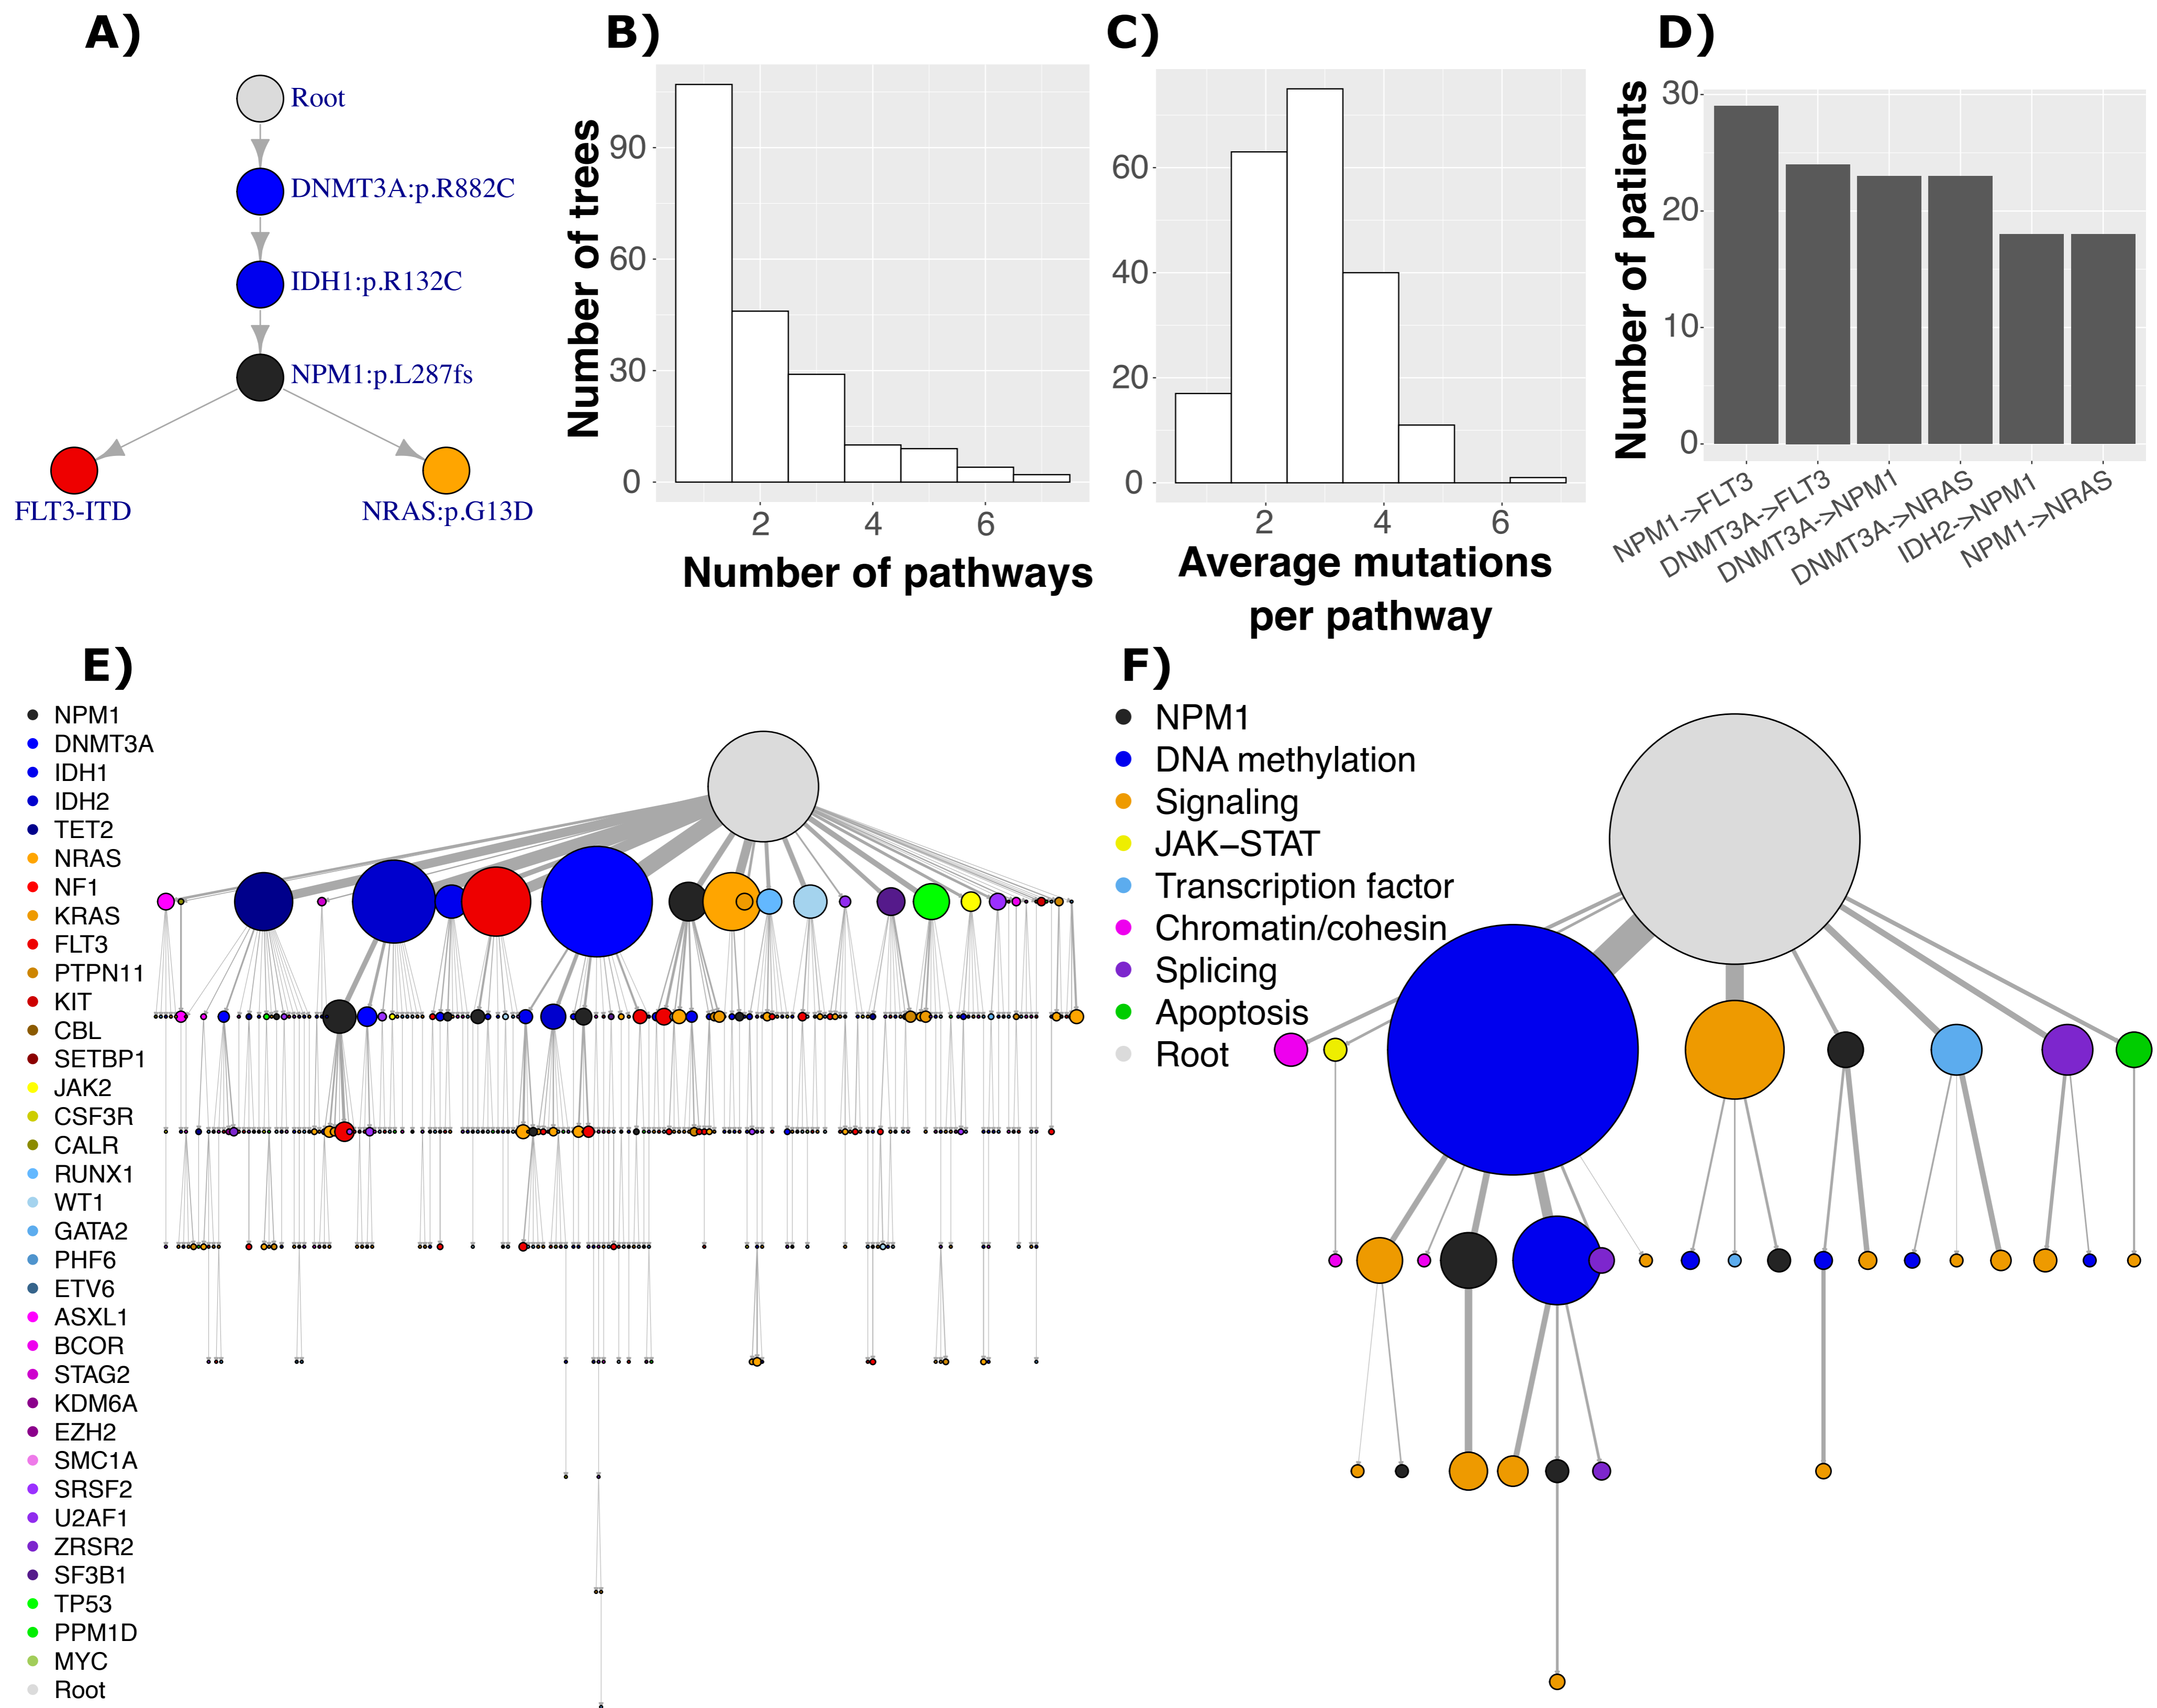 A)
Root
DNMT3A:p.R882C
IDH1:p.R132C
NPM1:p.L287fs
FLT3-ITD
NRAS:p.G13D
B)
Number of trees
90
60
30
0
2 4 6
Number of pathways
C)
60
40
20
0
2 4 6
Average mutations
per pathway
D)
Number of patients
30
20
10
0
NPM1->FLT3
DNMT3A->FLT3
DNMT3A->NPM1
DNMT3A->NRAS
IDH2->NPM1
NPM1->NRAS
E)
NPM1
DNMT3A
IDH1
IDH2
TET2
NRAS
NF1
KRAS
FLT3
PTPN11
KIT
CBL
SETBP1
JAK2
CSF3R
CALR
RUNX1
WT1
GATA2
PHF6
ETV6
ASXL1
BCOR
STAG2
KDM6A
EZH2
SMC1A
SRSF2
U2AF1
ZRSR2
SF3B1
TP53
PPM1D
MYC
Root
F)
NPM1
DNA methylation
Signaling
JAK−STAT
Transcription factor
Chromatin/cohesin
Splicing
Apoptosis
Root